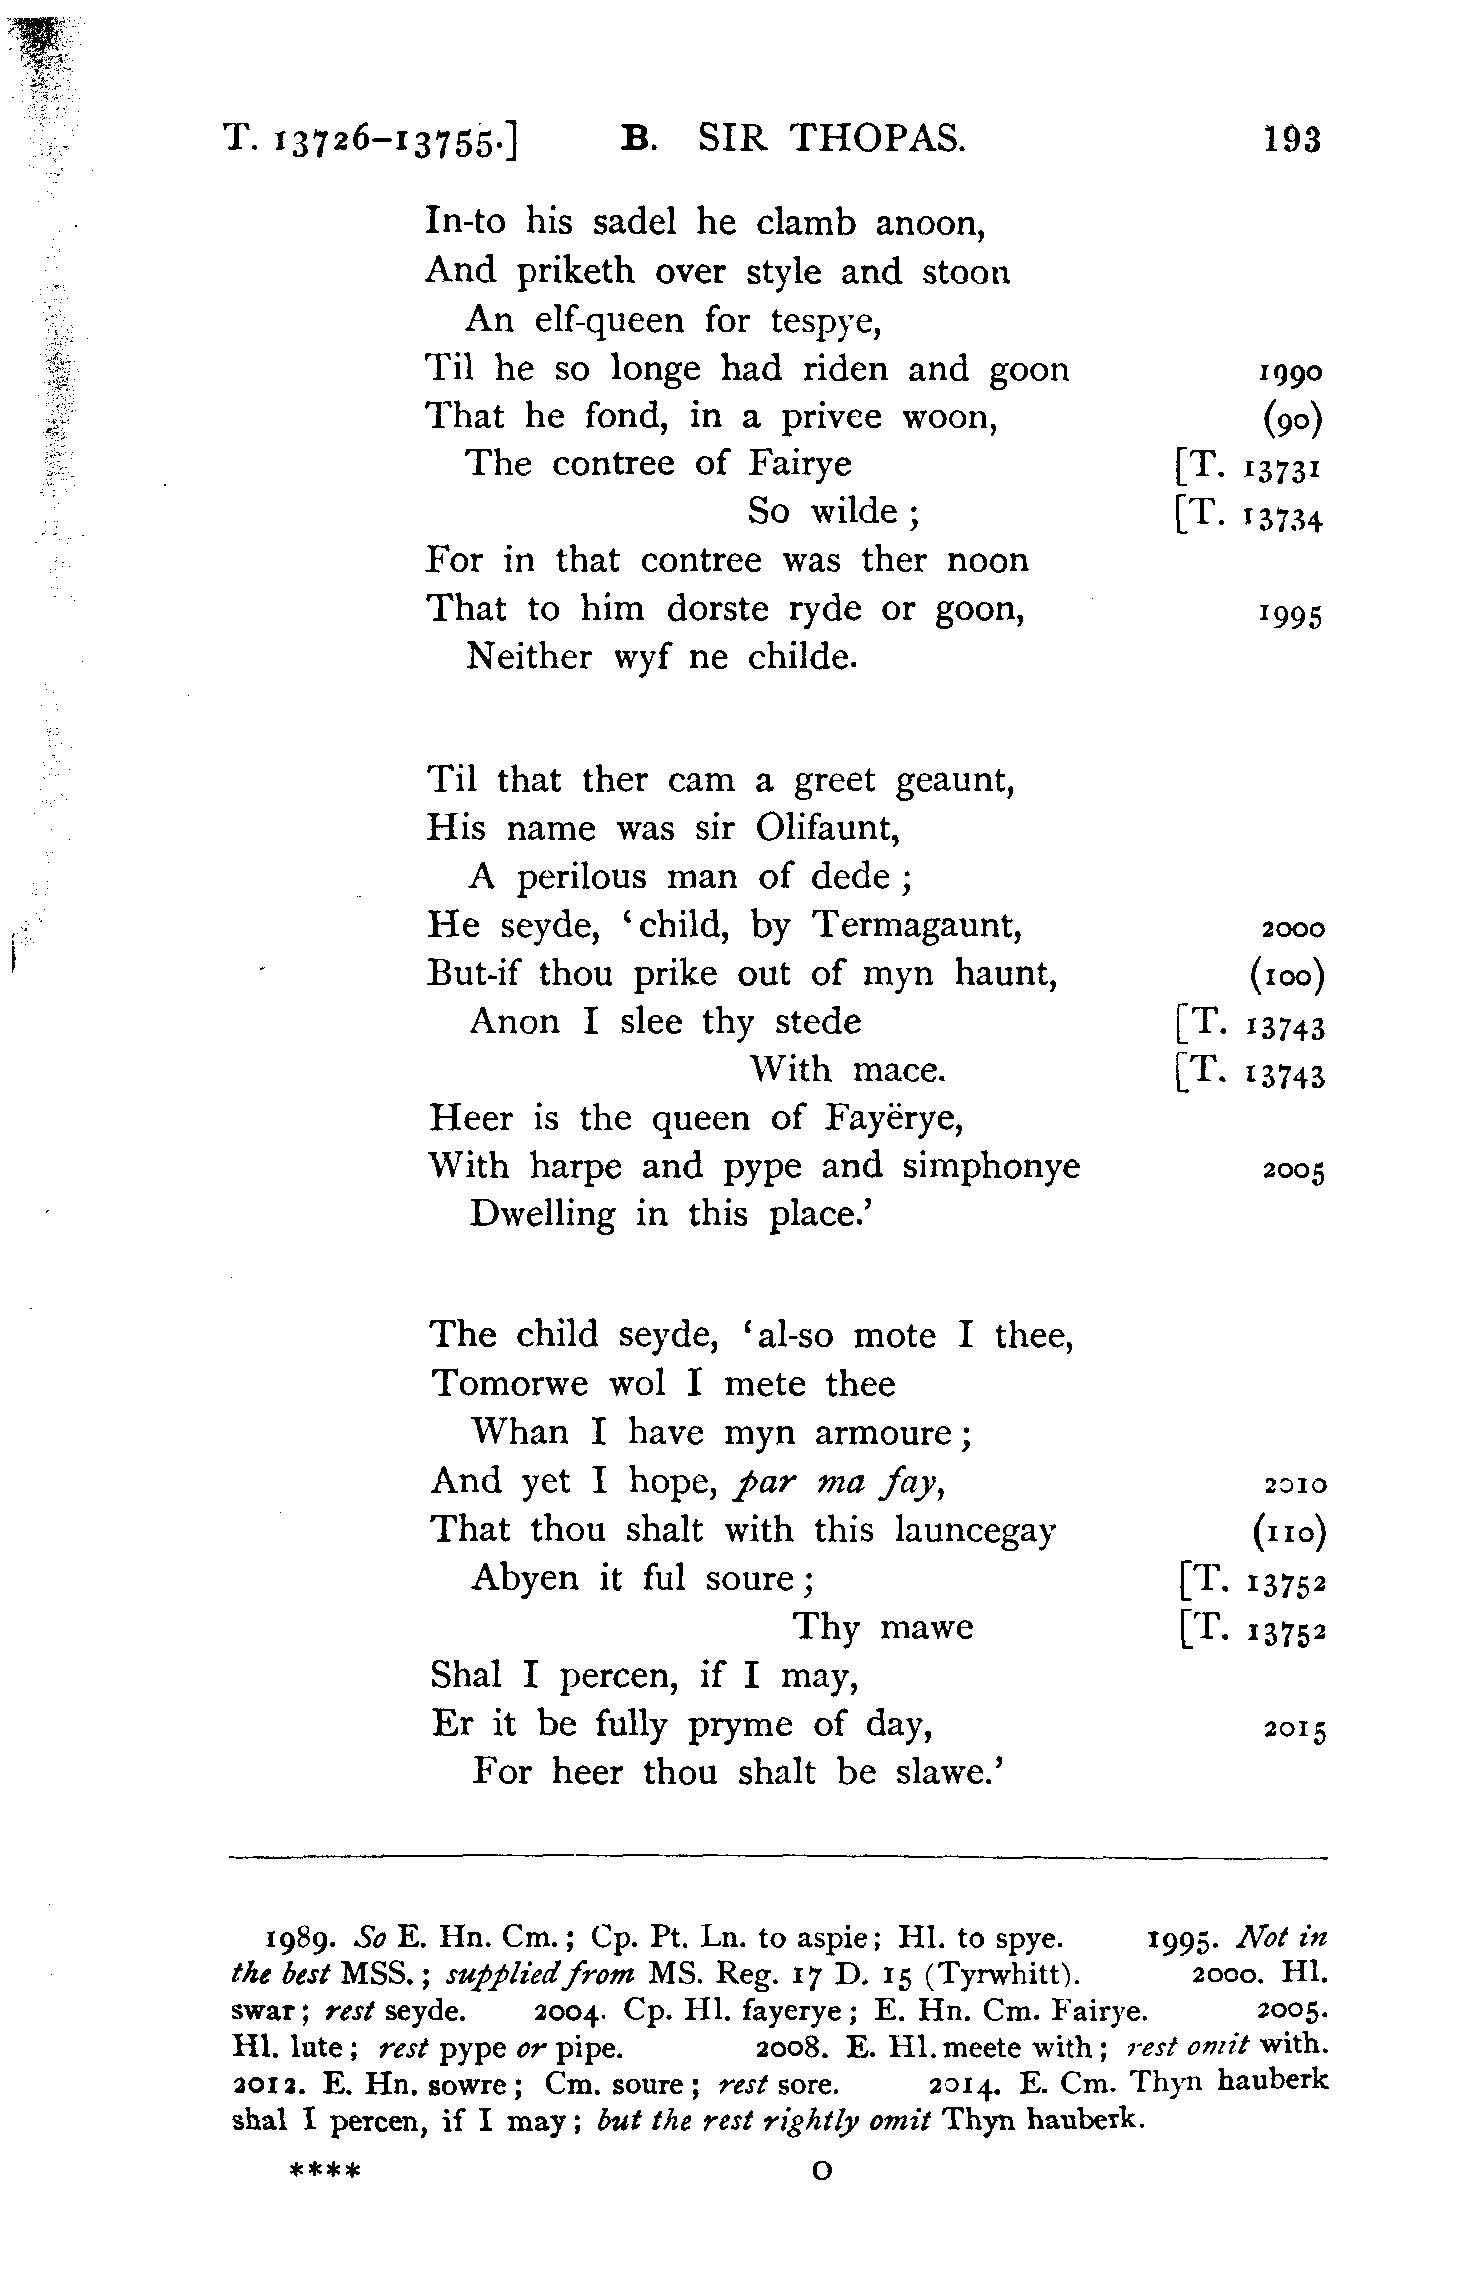 T. 13726–13755.] B. SIR THOPAS. 193
In-to his sadel he clamb anoon,
And priketh over style and stoon
An elf-queen for tespye,
Til he so longe had riden and goon 1990
That he fond, in a privee woon, (90)
The contree of Fairye [T. 13731
So wilde ; [T. 13734
For in that contree was ther noon
That to him dorste ryde or goon, 1995
Neither wyf ne childe.
Til that ther cam a greet geaunt,
His name was sir Olifaunt,
A perilous man of dede ;
He seyde, ‘child, by Termagaunt, 2000
But-if thou prike out of myn haunt, (100)
Anon I slee thy stede [T. 13743
With mace. [T. 13743
Heer is the queen of Fayërye,
With harpe and pype and simphonye 2005
Dwelling in this place.’
The child seyde, ‘al-so mote I thee,
Tomorwe wol I mete thee
Whan I have myn armoure ;
And yet I hope, par ma fay, 2010
That thou shalt with this launcegay (110)
Abyen it ful soure ; [T. 13752
Thy mawe [T. 13752
Shal I percen, if I may,
Er it be fully pryme of day, 2015
For heer thou shalt be slawe.’
1989. So E. Hn. Cm. ; Cp. Pt. Ln. to aspie ; Hl. to spye. 1995. Not in
the best MSS. ; supplied from MS. Reg. 17 D. 15 (Tyrwhitt). 2000. Hl.
swar ; rest seyde. 2004. Cp. Hl. fayerye ; E. Hn. Cm. Fairye. 2005.
Hl. lute ; rest pype or pipe. 2008. E. Hl. meete with ; rest omit with.
2012. E. Hn. sowre ; Cm. soure ; rest sore. 2014. E. Cm. Thyn hauberk
shal I percen, if I may ; but the rest rightly omit Thyn hauberk.
**** O